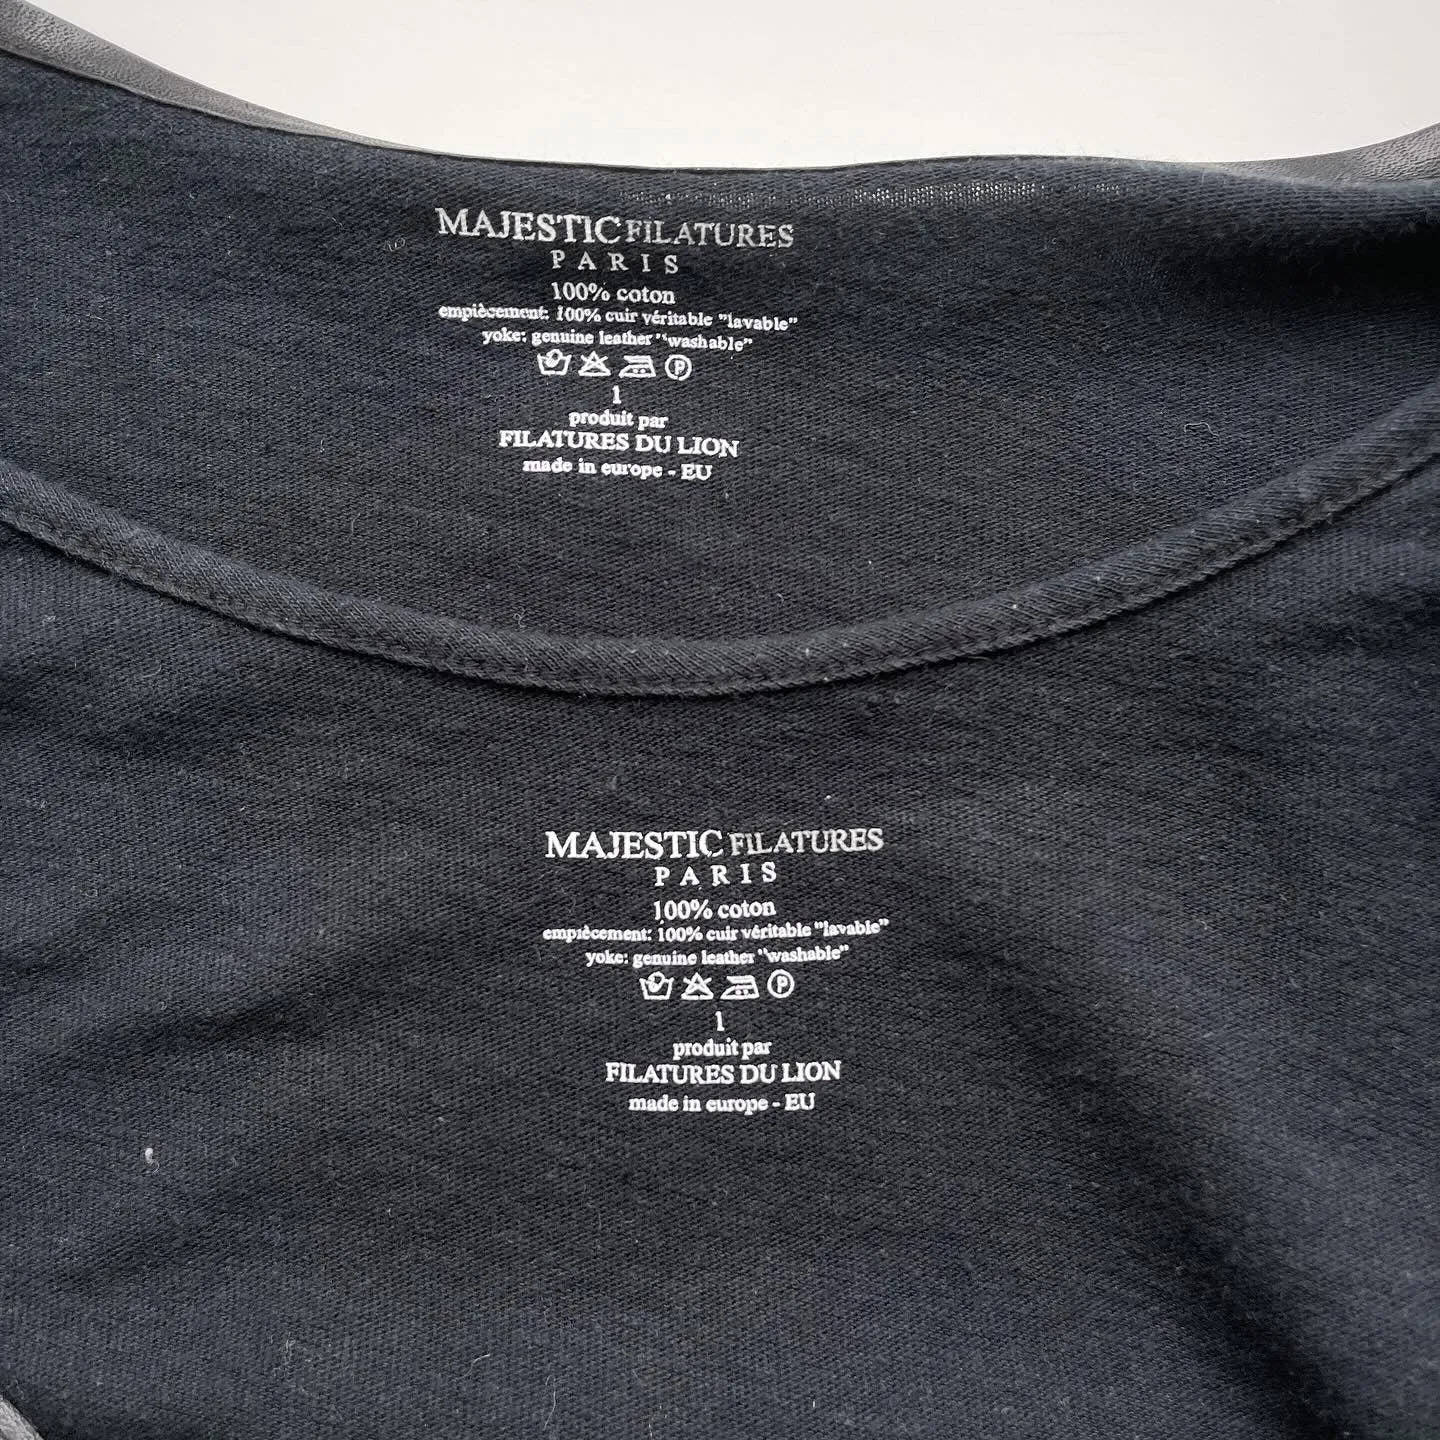 MAJESTIC FILATURES
PARIS
100% coton
empiècement: 100% cuir véritable "lavable"
yoke: genuine leather "washable"
P
1
produit par
FILATURES DU LION
made in europe - EU
MAJESTIC FILATURES
PARIS
100% coton
empiècement: 100% cuir véritable "lavable"
yoke: genuine leather "washable"
P
1
produit par
FILATURES DU LION
made in europe - EU